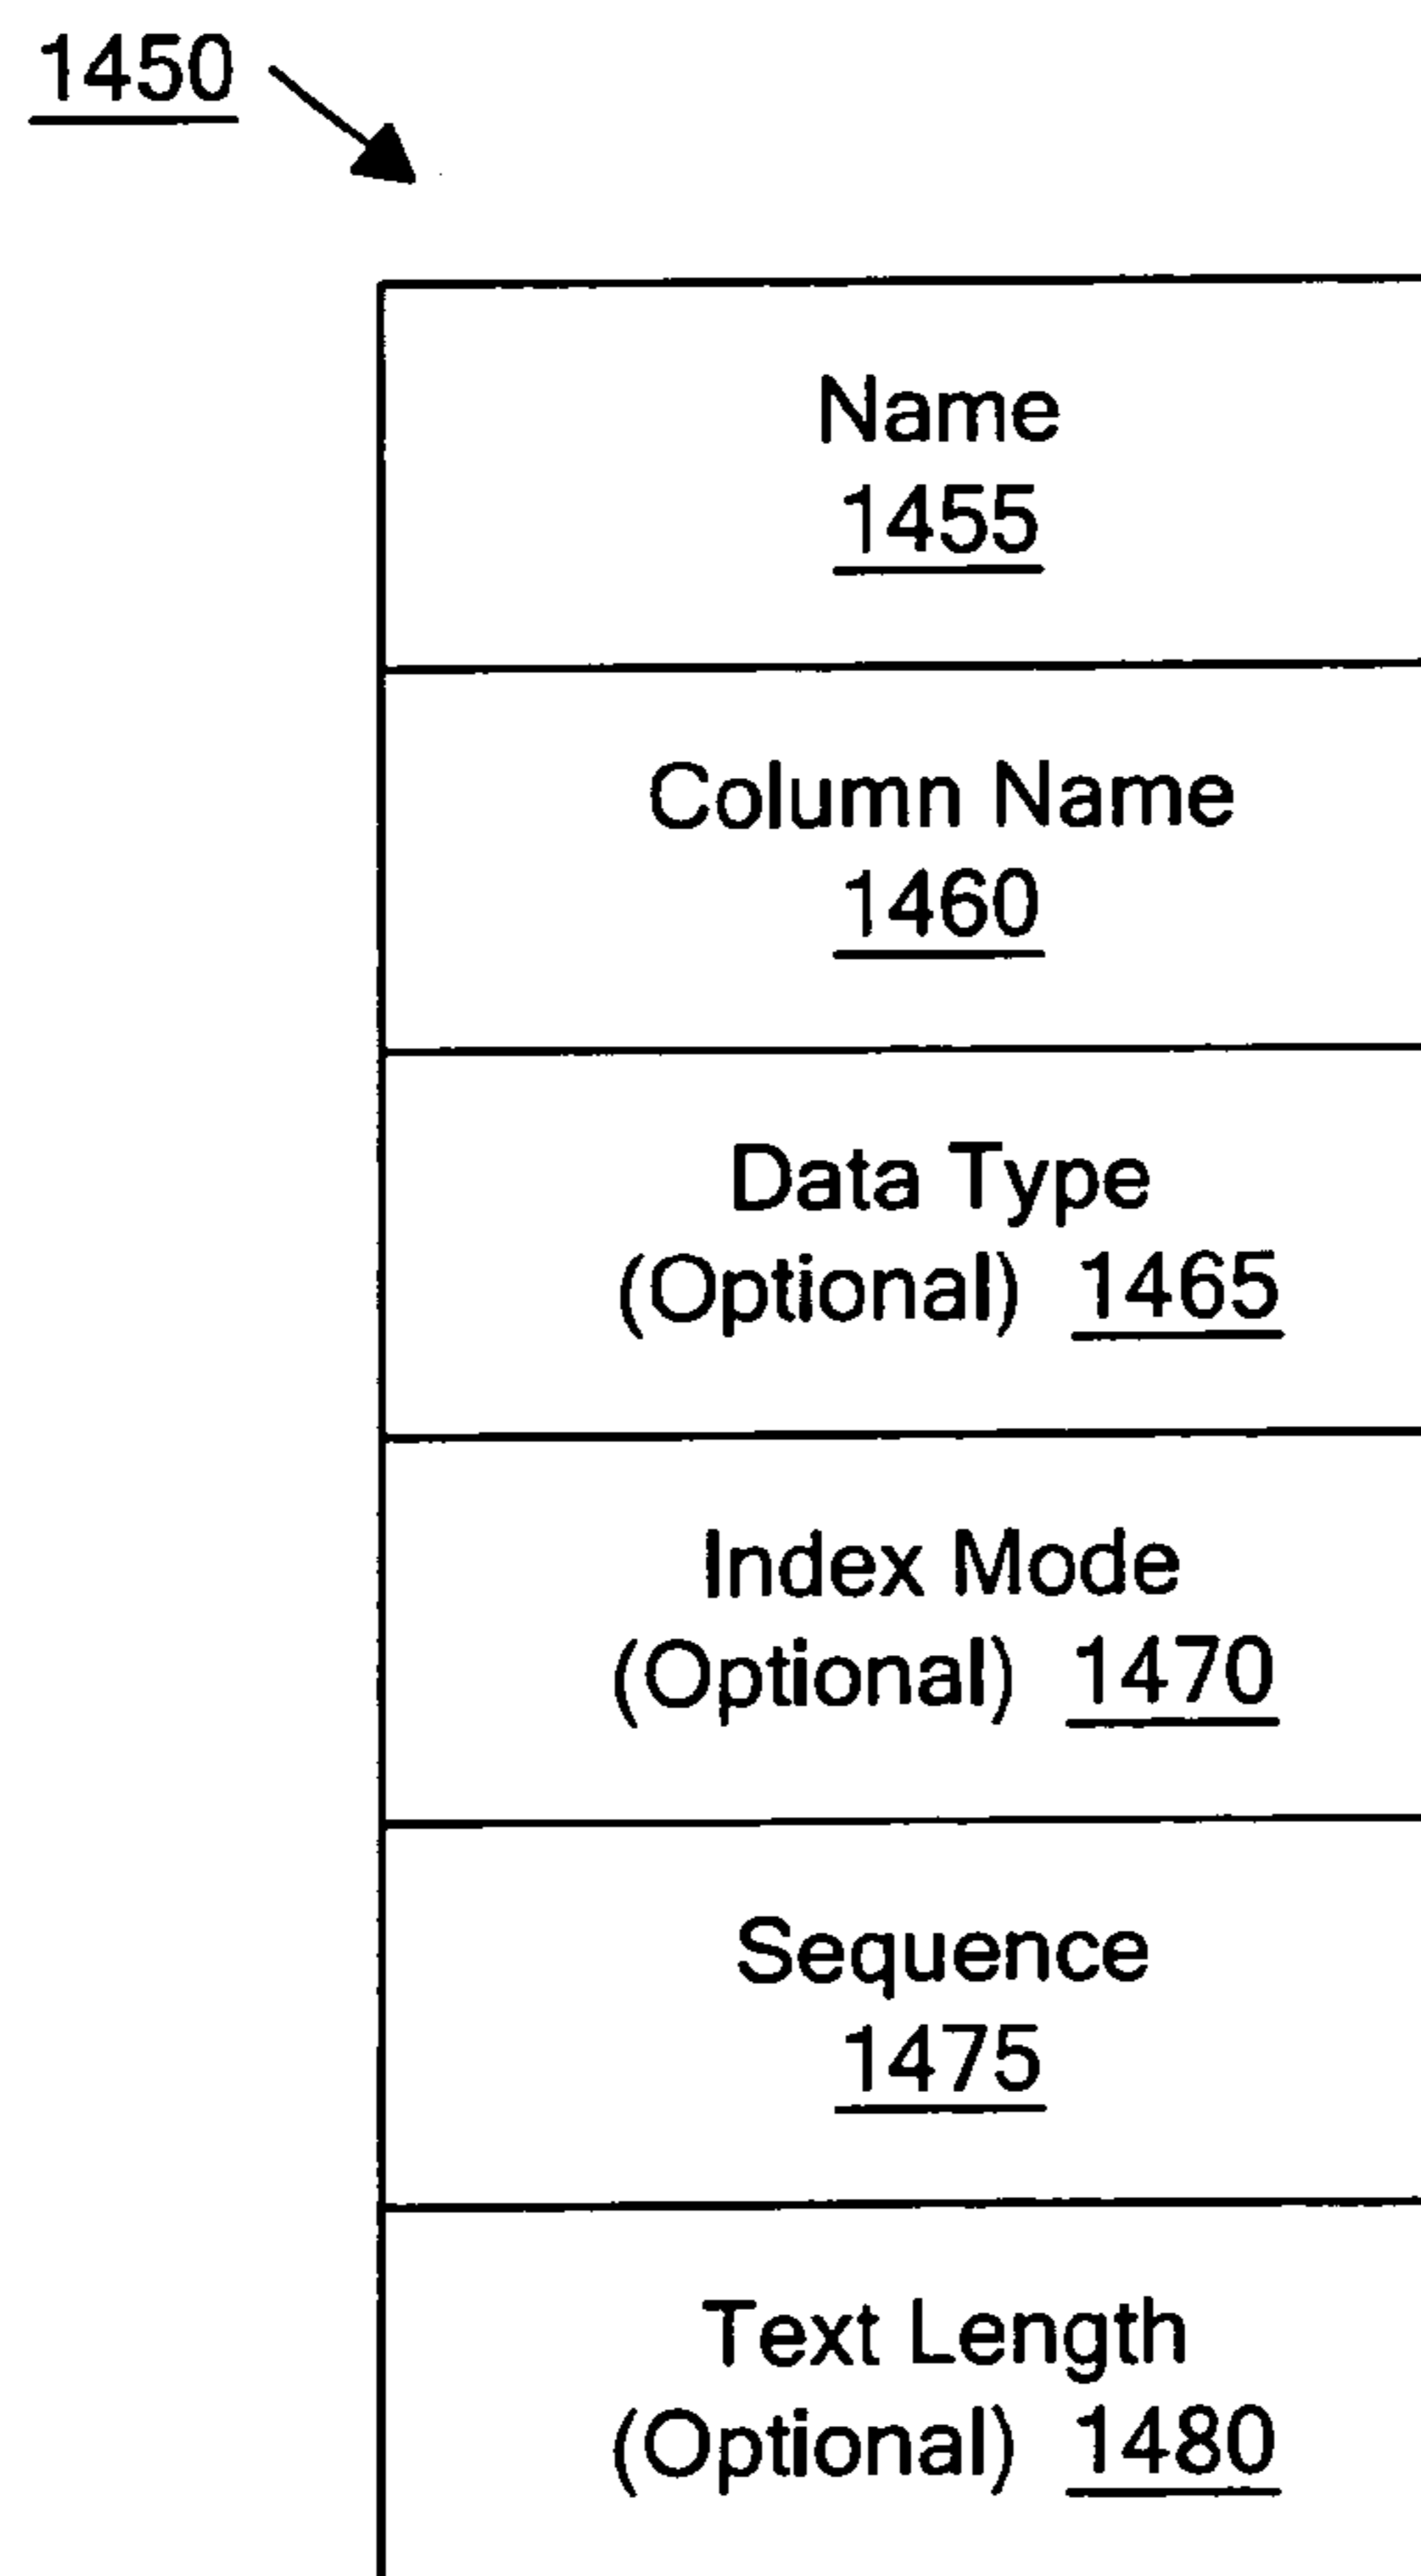 1450
Name
1455
Column Name
1460
Data Type
(Optional) 1465
Index Mode
(Optional) 1470
Sequence
1475
Text Length
(Optional) 1480